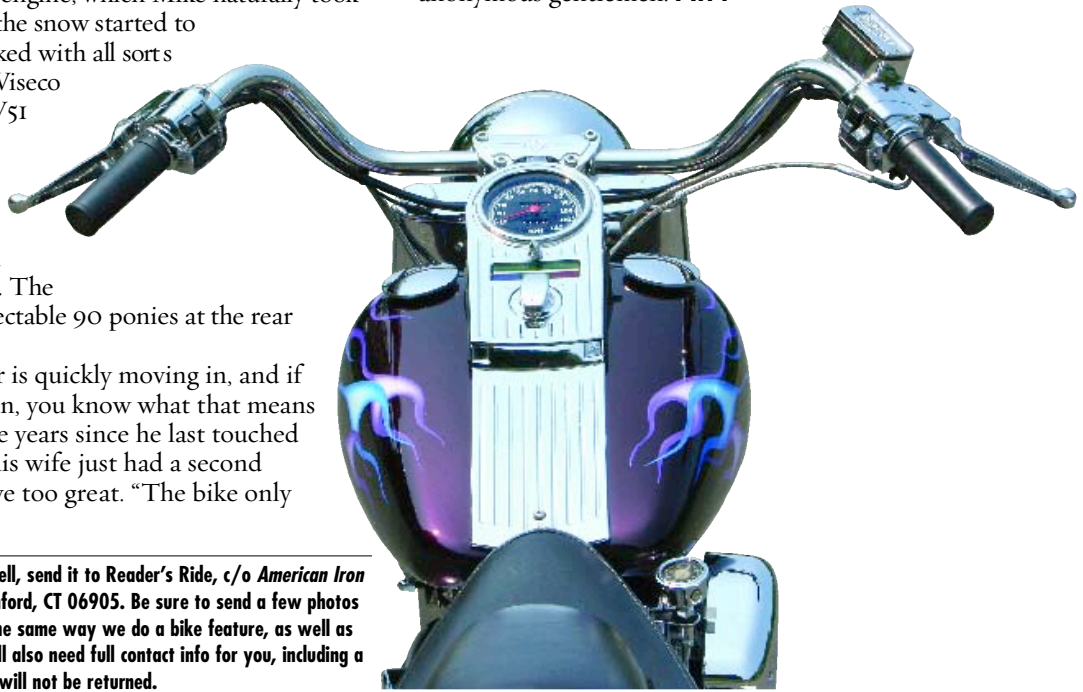 engine, which Mike naturally took
the snow started to
ked with all sorts
Viseco
V51
. The
ectable 90 ponies at the rear
r is quickly moving in, and if
n, you know what that means
e years since he last touched
is wife just had a second
ve too great. “The bike only
ell, send it to Reader’s Ride, c/o American Iron
ford, CT 06905. Be sure to send a few photos
he same way we do a bike feature, as well as
ll also need full contact info for you, including a
will not be returned.
anonymous gentlemen.